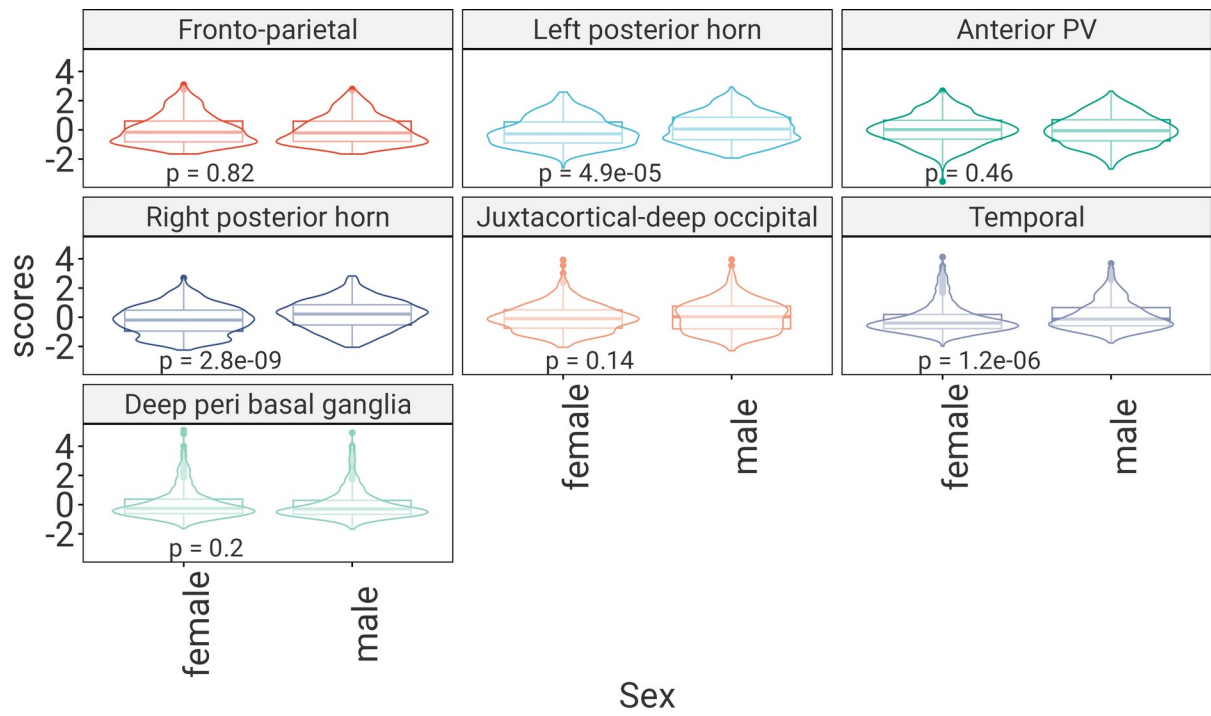 Fronto-parietal
Left posterior horn
Anterior PV
4
2
0
-2
p = 0.82
p = 4.9e-05
p = 0.46
Right posterior horn
Juxtacortical-deep occipital
Temporal
scores
4
2
0
-2
p = 2.8e-09
p = 0.14
p = 1.2e-06
Deep peri basal ganglia
female
male
female
male
4
2
0
-2
p = 0.2
female
male
Sex